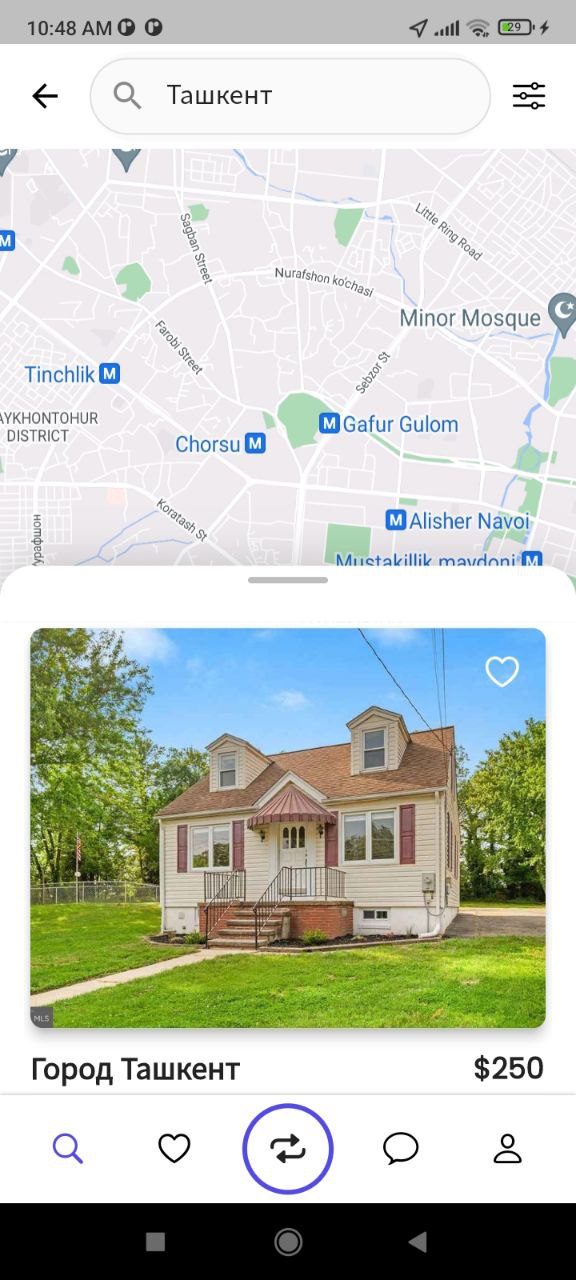 10:48 AM
29
Ташкент
Little Ring Road
Sagban Street
Nurafshon ko'chasi
Minor Mosque
Farobi Street
Sebzor St
Tinchlik M
M
AYKHONTOHUR
DISTRICT
M Gafur Gulom
Chorsu M
Koratash St
M Alisher Navoi
Mustakillik maydoni M
MLS
Город Ташкент
$250